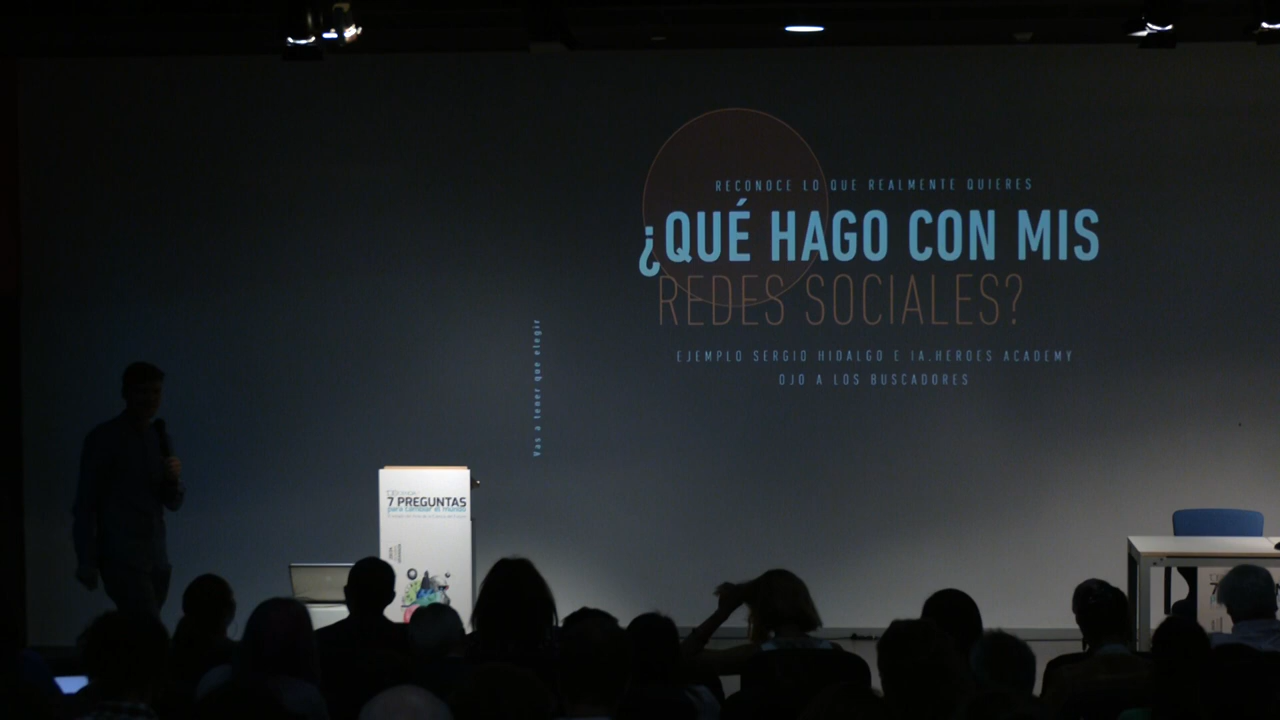 RECONOCE LO QUE REALMENTE QUIERES
¿QUÉ HAGO CON MIS
REDES SOCIALES?
EJEMPLO SERGIO HIDALGO E IA.HEROES ACADEMY
OJO A LOS BUSCADORES
Vas a tener que elegir
7 PREGUNTAS
para cambiar el mundo
7